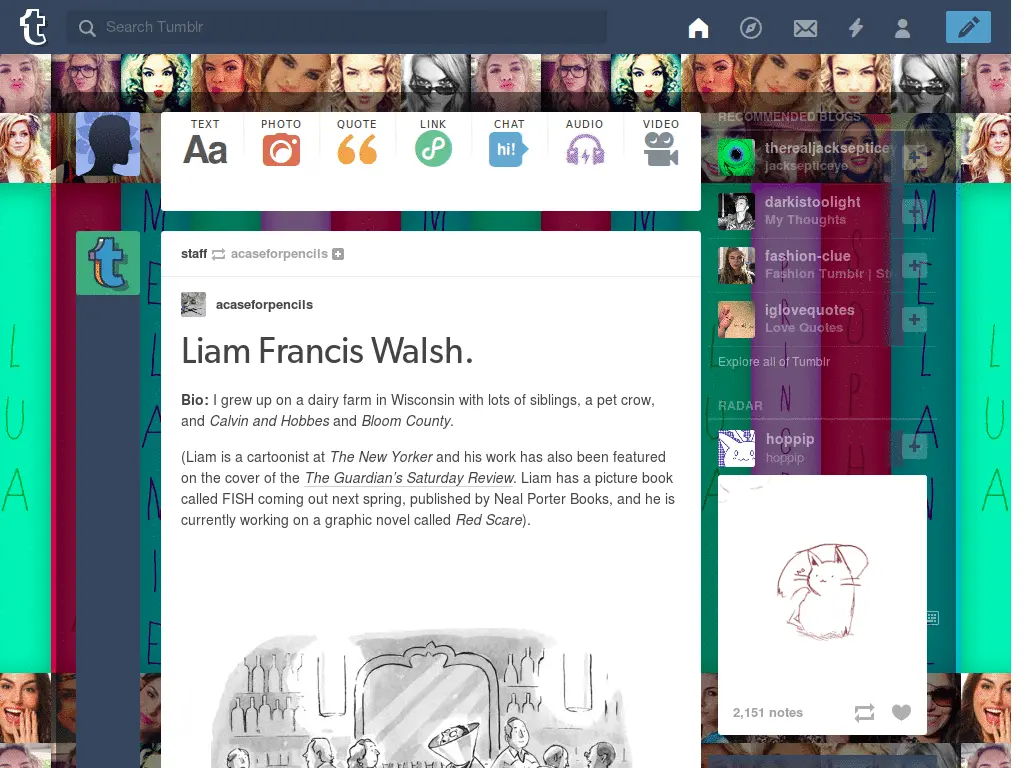 Search Tumblr
TEXT PHOTO QUOTE LINK CHAT AUDIO VIDEO
Aa hi!
staff acaseforpencils
acaseforpencils
Liam Francis Walsh.
Bio: I grew up on a dairy farm in Wisconsin with lots of siblings, a pet crow,
and Calvin and Hobbes and Bloom County.
(Liam is a cartoonist at The New Yorker and his work has also been featured
on the cover of the The Guardian’s Saturday Review. Liam has a picture book
called FISH coming out next spring, published by Neal Porter Books, and he is
currently working on a graphic novel called Red Scare).
RECOMMENDED BLOGS
therealjackseptice
jacksepticeye
darkistoolight
My Thoughts
fashion-clue
Fashion Tumblr | St
iglovequotes
Love Quotes
Explore all of Tumblr
RADAR
hoppip
hoppip
2,151 notes
LUA
LUA